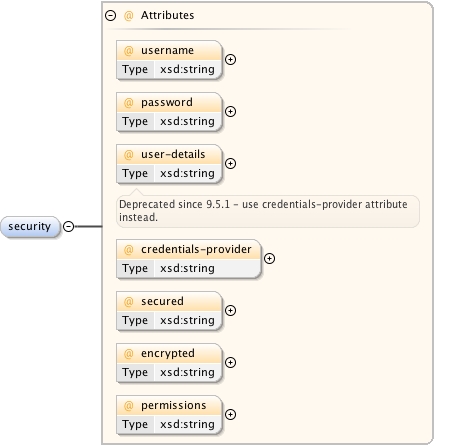 @ Attributes
@ username
Type xsd:string
@ password
Type xsd:string
@ user-details
Type xsd:string
Deprecated since 9.5.1 - use credentials-provider attribute
instead.
security
@ credentials-provider
Type xsd:string
@ secured
Type xsd:string
@ encrypted
Type xsd:string
@ permissions
Type xsd:string